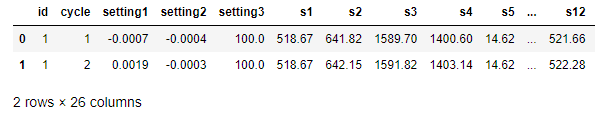 id cycle setting1 setting2 setting3 s1 s2 s3 s4 s5 ... s12
0 1 1 -0.0007 -0.0004 100.0 518.67 641.82 1589.70 1400.60 14.62 ... 521.66
1 1 2 0.0019 -0.0003 100.0 518.67 642.15 1591.82 1403.14 14.62 ... 522.28
2 rows × 26 columns